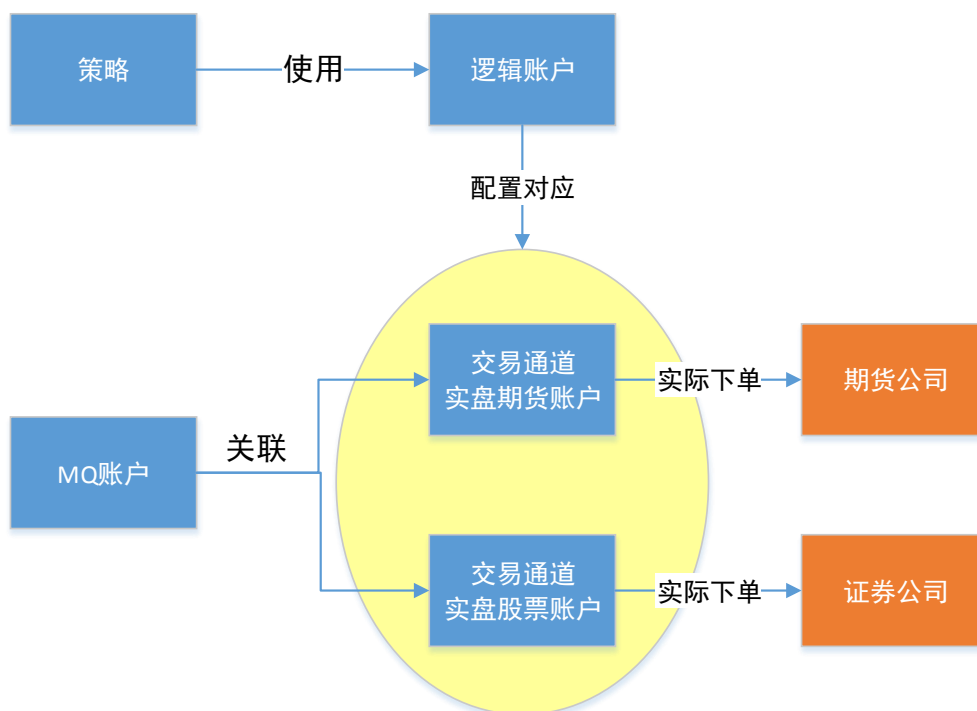 策略
使用
逻辑账户
配置对应
交易通道
实盘期货账户
实际下单
期货公司
MQ账户
关联
交易通道
实盘股票账户
实际下单
证券公司